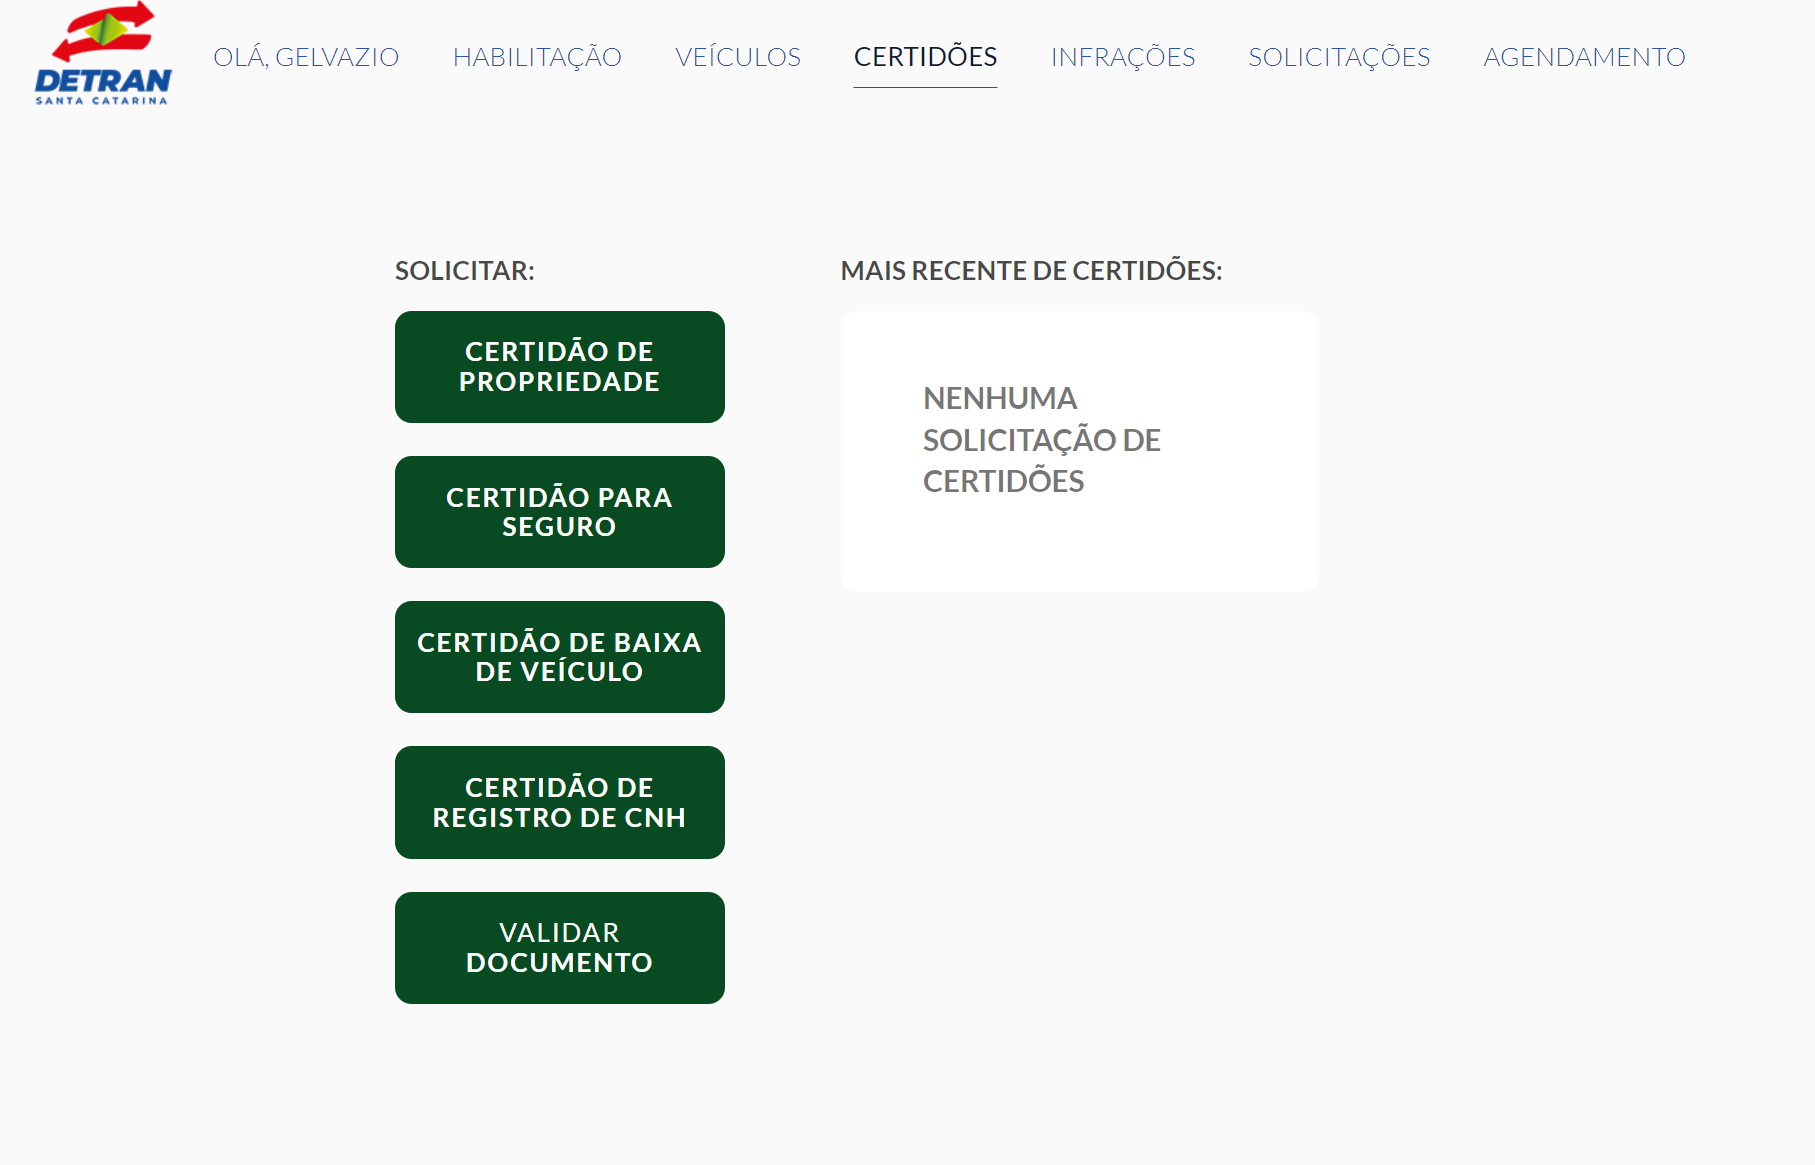 DETRAN
SANTA CATARINA
OLÁ, GELVAZIO
HABILITAÇÃO
VEÍCULOS
CERTIDÕES
INFRAÇÕES
SOLICITAÇÕES
AGENDAMENTO
SOLICITAR:
CERTIDÃO DE
PROPRIEDADE
CERTIDÃO PARA
SEGURO
CERTIDÃO DE BAIXA
DE VEÍCULO
CERTIDÃO DE
REGISTRO DE CNH
VALIDAR
DOCUMENTO
MAIS RECENTE DE CERTIDÕES:
NENHUMA
SOLICITAÇÃO DE
CERTIDÕES